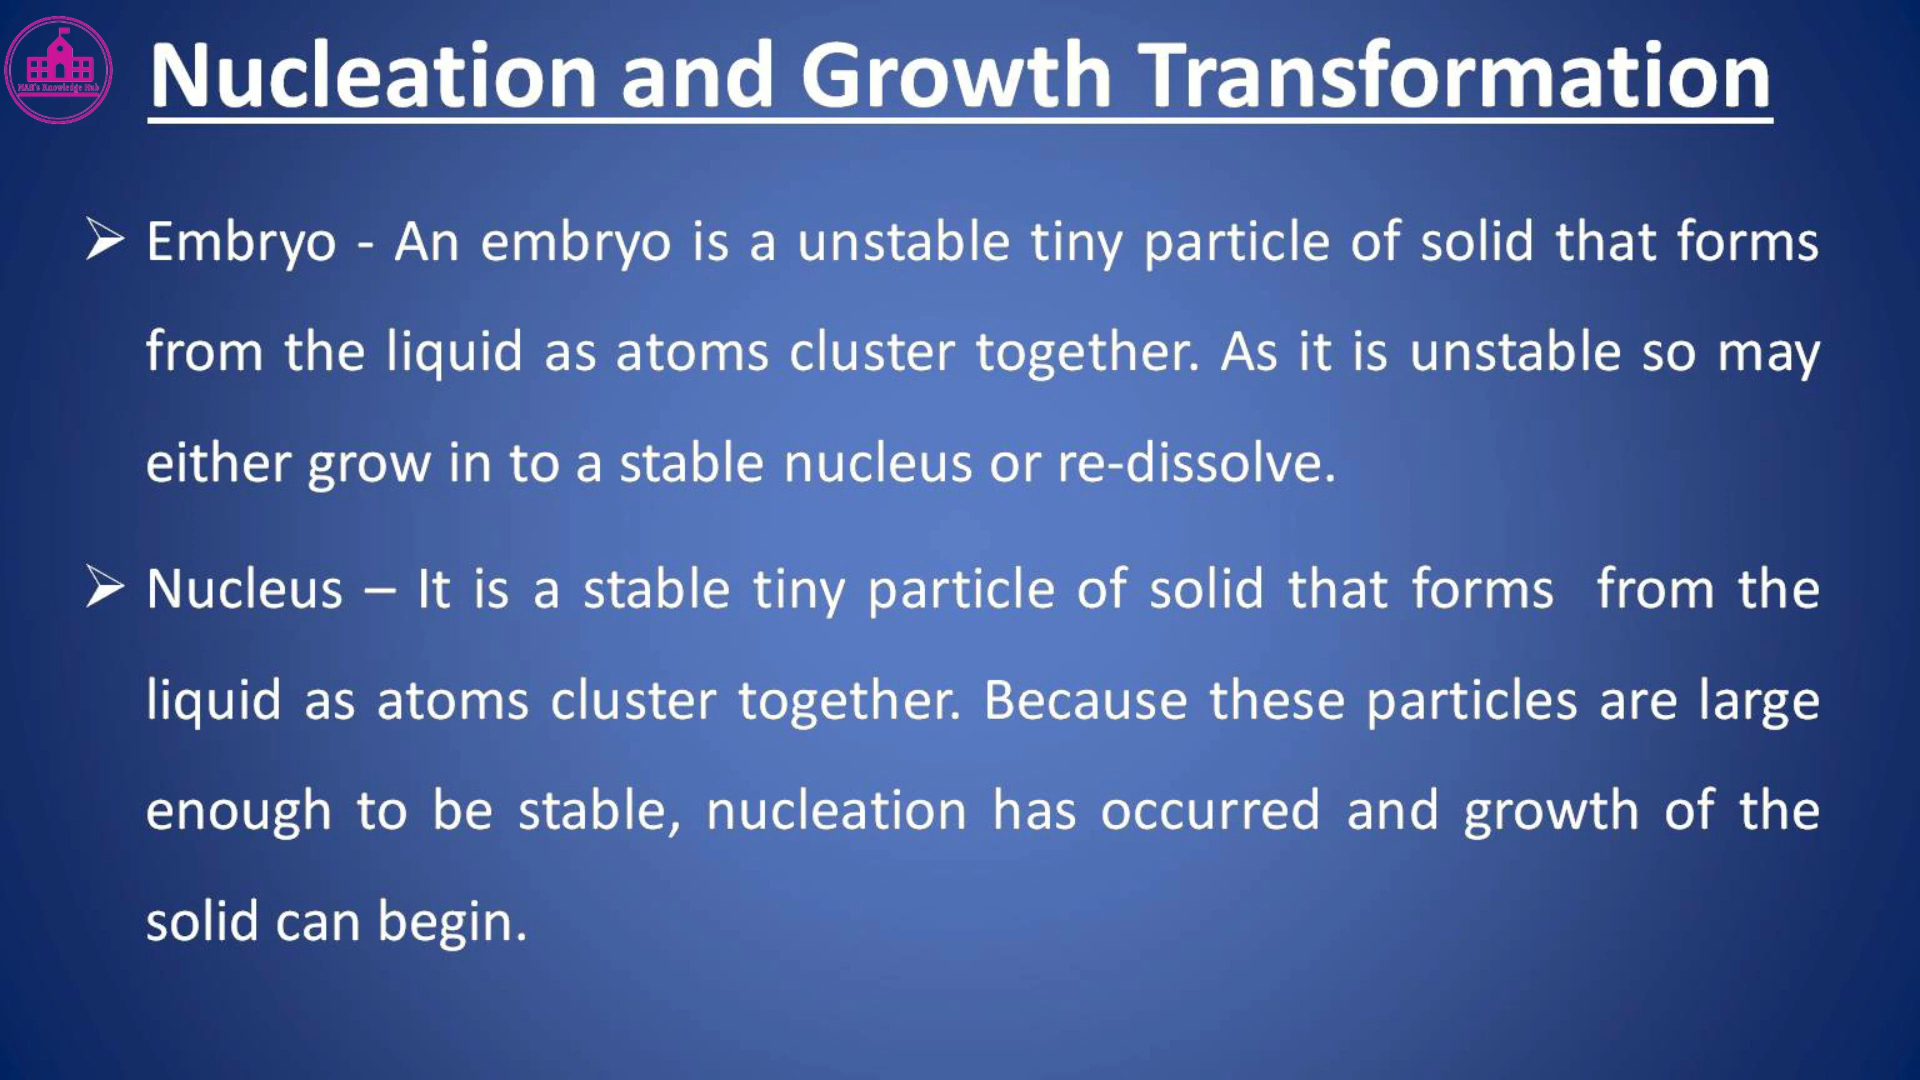 Nucleation and Growth Transformation
➢ Embryo - An embryo is a unstable tiny particle of solid that forms
from the liquid as atoms cluster together. As it is unstable so may
either grow in to a stable nucleus or re-dissolve.
➢ Nucleus – It is a stable tiny particle of solid that forms from the
liquid as atoms cluster together. Because these particles are large
enough to be stable, nucleation has occurred and growth of the
solid can begin.